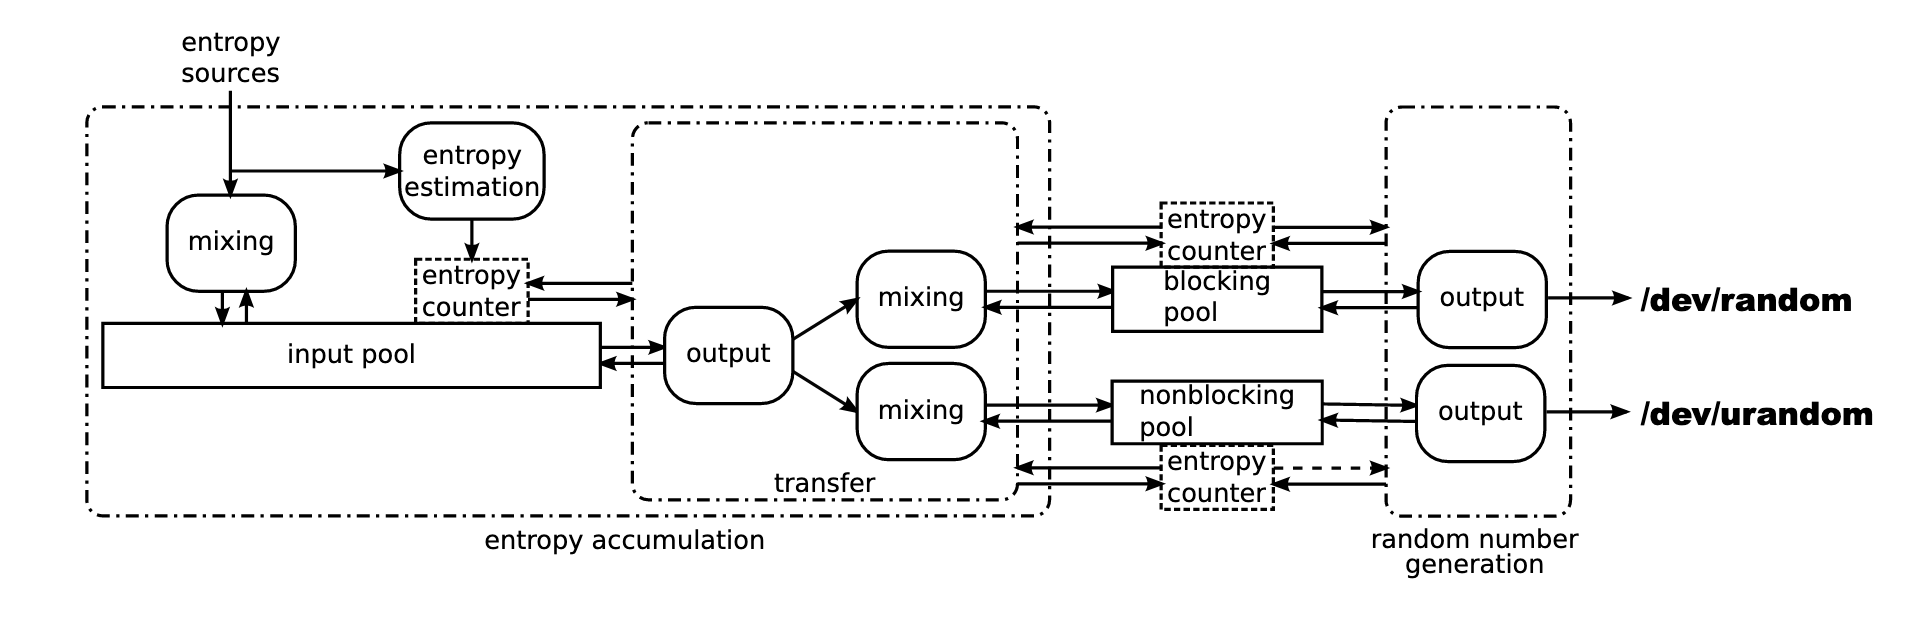 entropy
sources
entropy
estimation
mixing
entropy
counter
input pool
output
mixing
mixing
transfer
entropy accumulation
entropy
counter
blocking
pool
nonblocking
pool
entropy
counter
output
output
random number
generation
/dev/random
/dev/urandom